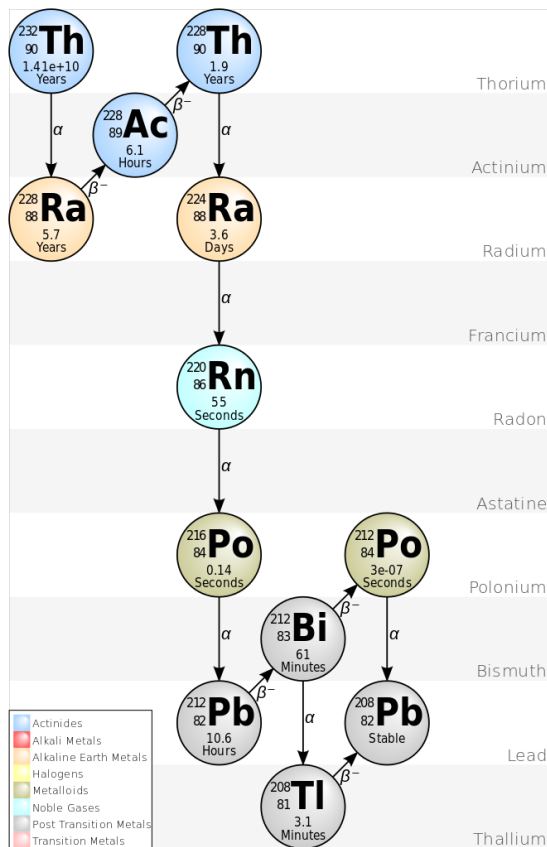 232
90 Th
1.41e+10
Years
228
90 Th
1.9
Years
Thorium
α
β⁻
228
89 Ac
6.1
Hours
α
Actinium
β⁻
228
88 Ra
5.7
Years
224
88 Ra
3.6
Days
Radium
α
Francium
220
86 Rn
55
Seconds
Radon
α
Astatine
216
84 Po
0.14
Seconds
212
84 Po
3e-07
Seconds
Polonium
β⁻
α
212
83 Bi
61
Minutes
α
Bismuth
β⁻
212
82 Pb
10.6
Hours
α
208
82 Pb
Stable
Lead
β⁻
208
81 Tl
3.1
Minutes
Thallium
Actinides
Alkali Metals
Alkaline Earth Metals
Halogens
Metalloids
Noble Gases
Post Transition Metals
Transition Metals